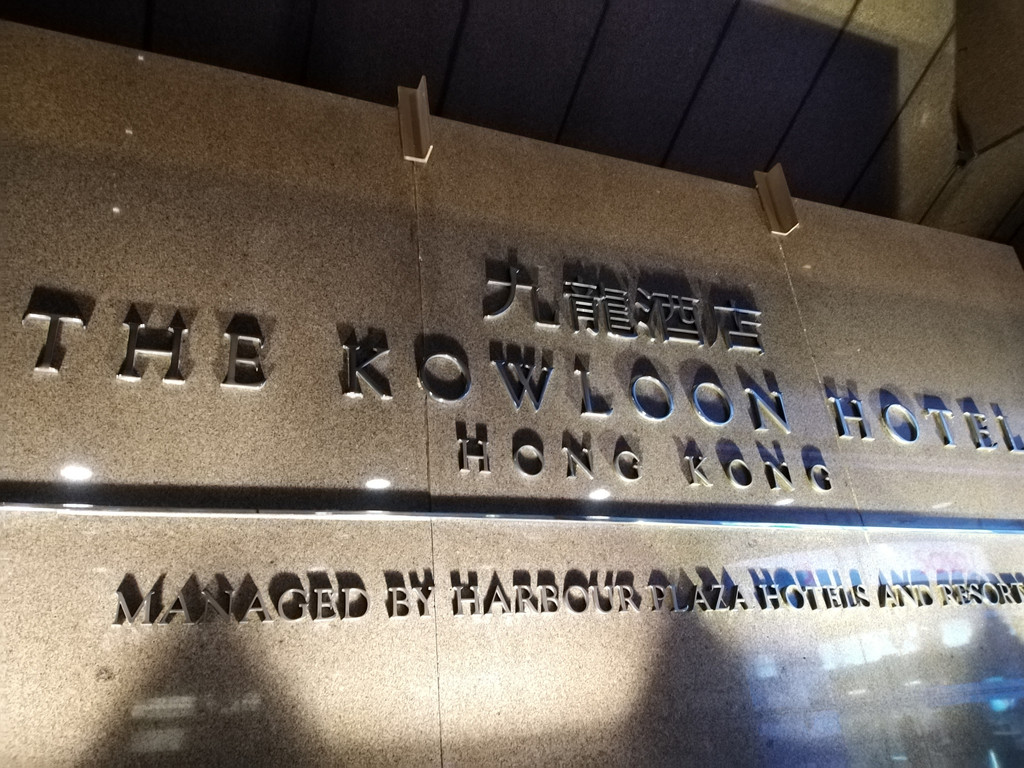 九龍酒店
THE KOWLOON HOTEL
HONG KONG
MANAGED BY HARBOUR PLAZA HOTELS AND RESORTS